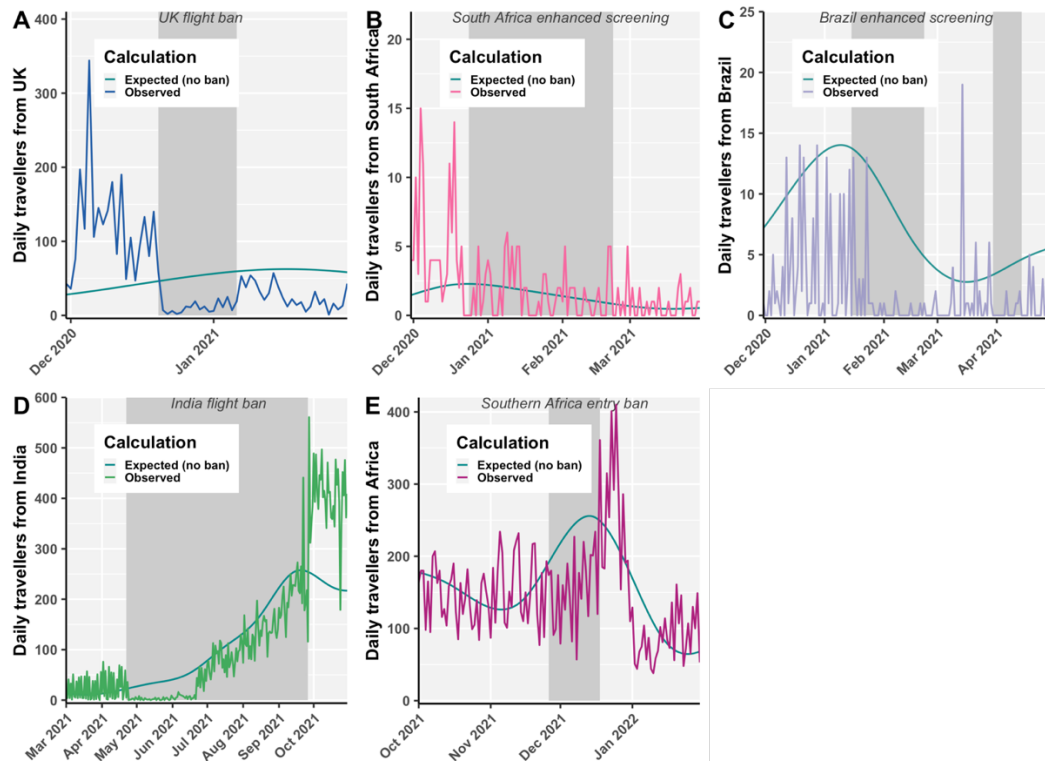 A
UK flight ban
Daily travellers from UK
400
300
200
100
0
Calculation
Expected (no ban)
Observed
Dec 2020
Jan 2021
B
South Africa enhanced screening
Daily travellers from South African
20
15
10
5
0
Calculation
Expected (no ban)
Observed
Dec 2020
Jan 2021
Feb 2021
Mar 2021
C
Brazil enhanced screening
Daily travellers from Brazil
25
20
15
10
5
0
Calculation
Expected (no ban)
Observed
Dec 2020
Jan 2021
Feb 2021
Mar 2021
Apr 2021
D
India flight ban
Daily travellers from India
600
500
400
300
200
100
0
Calculation
Expected (no ban)
Observed
Mar 2021
Apr 2021
May 2021
Jun 2021
Jul 2021
Aug 2021
Sep 2021
Oct 2021
E
Southern Africa entry ban
Daily travellers from Africa
400
300
200
100
0
Calculation
Expected (no ban)
Observed
Oct 2021
Nov 2021
Dec 2021
Jan 2022